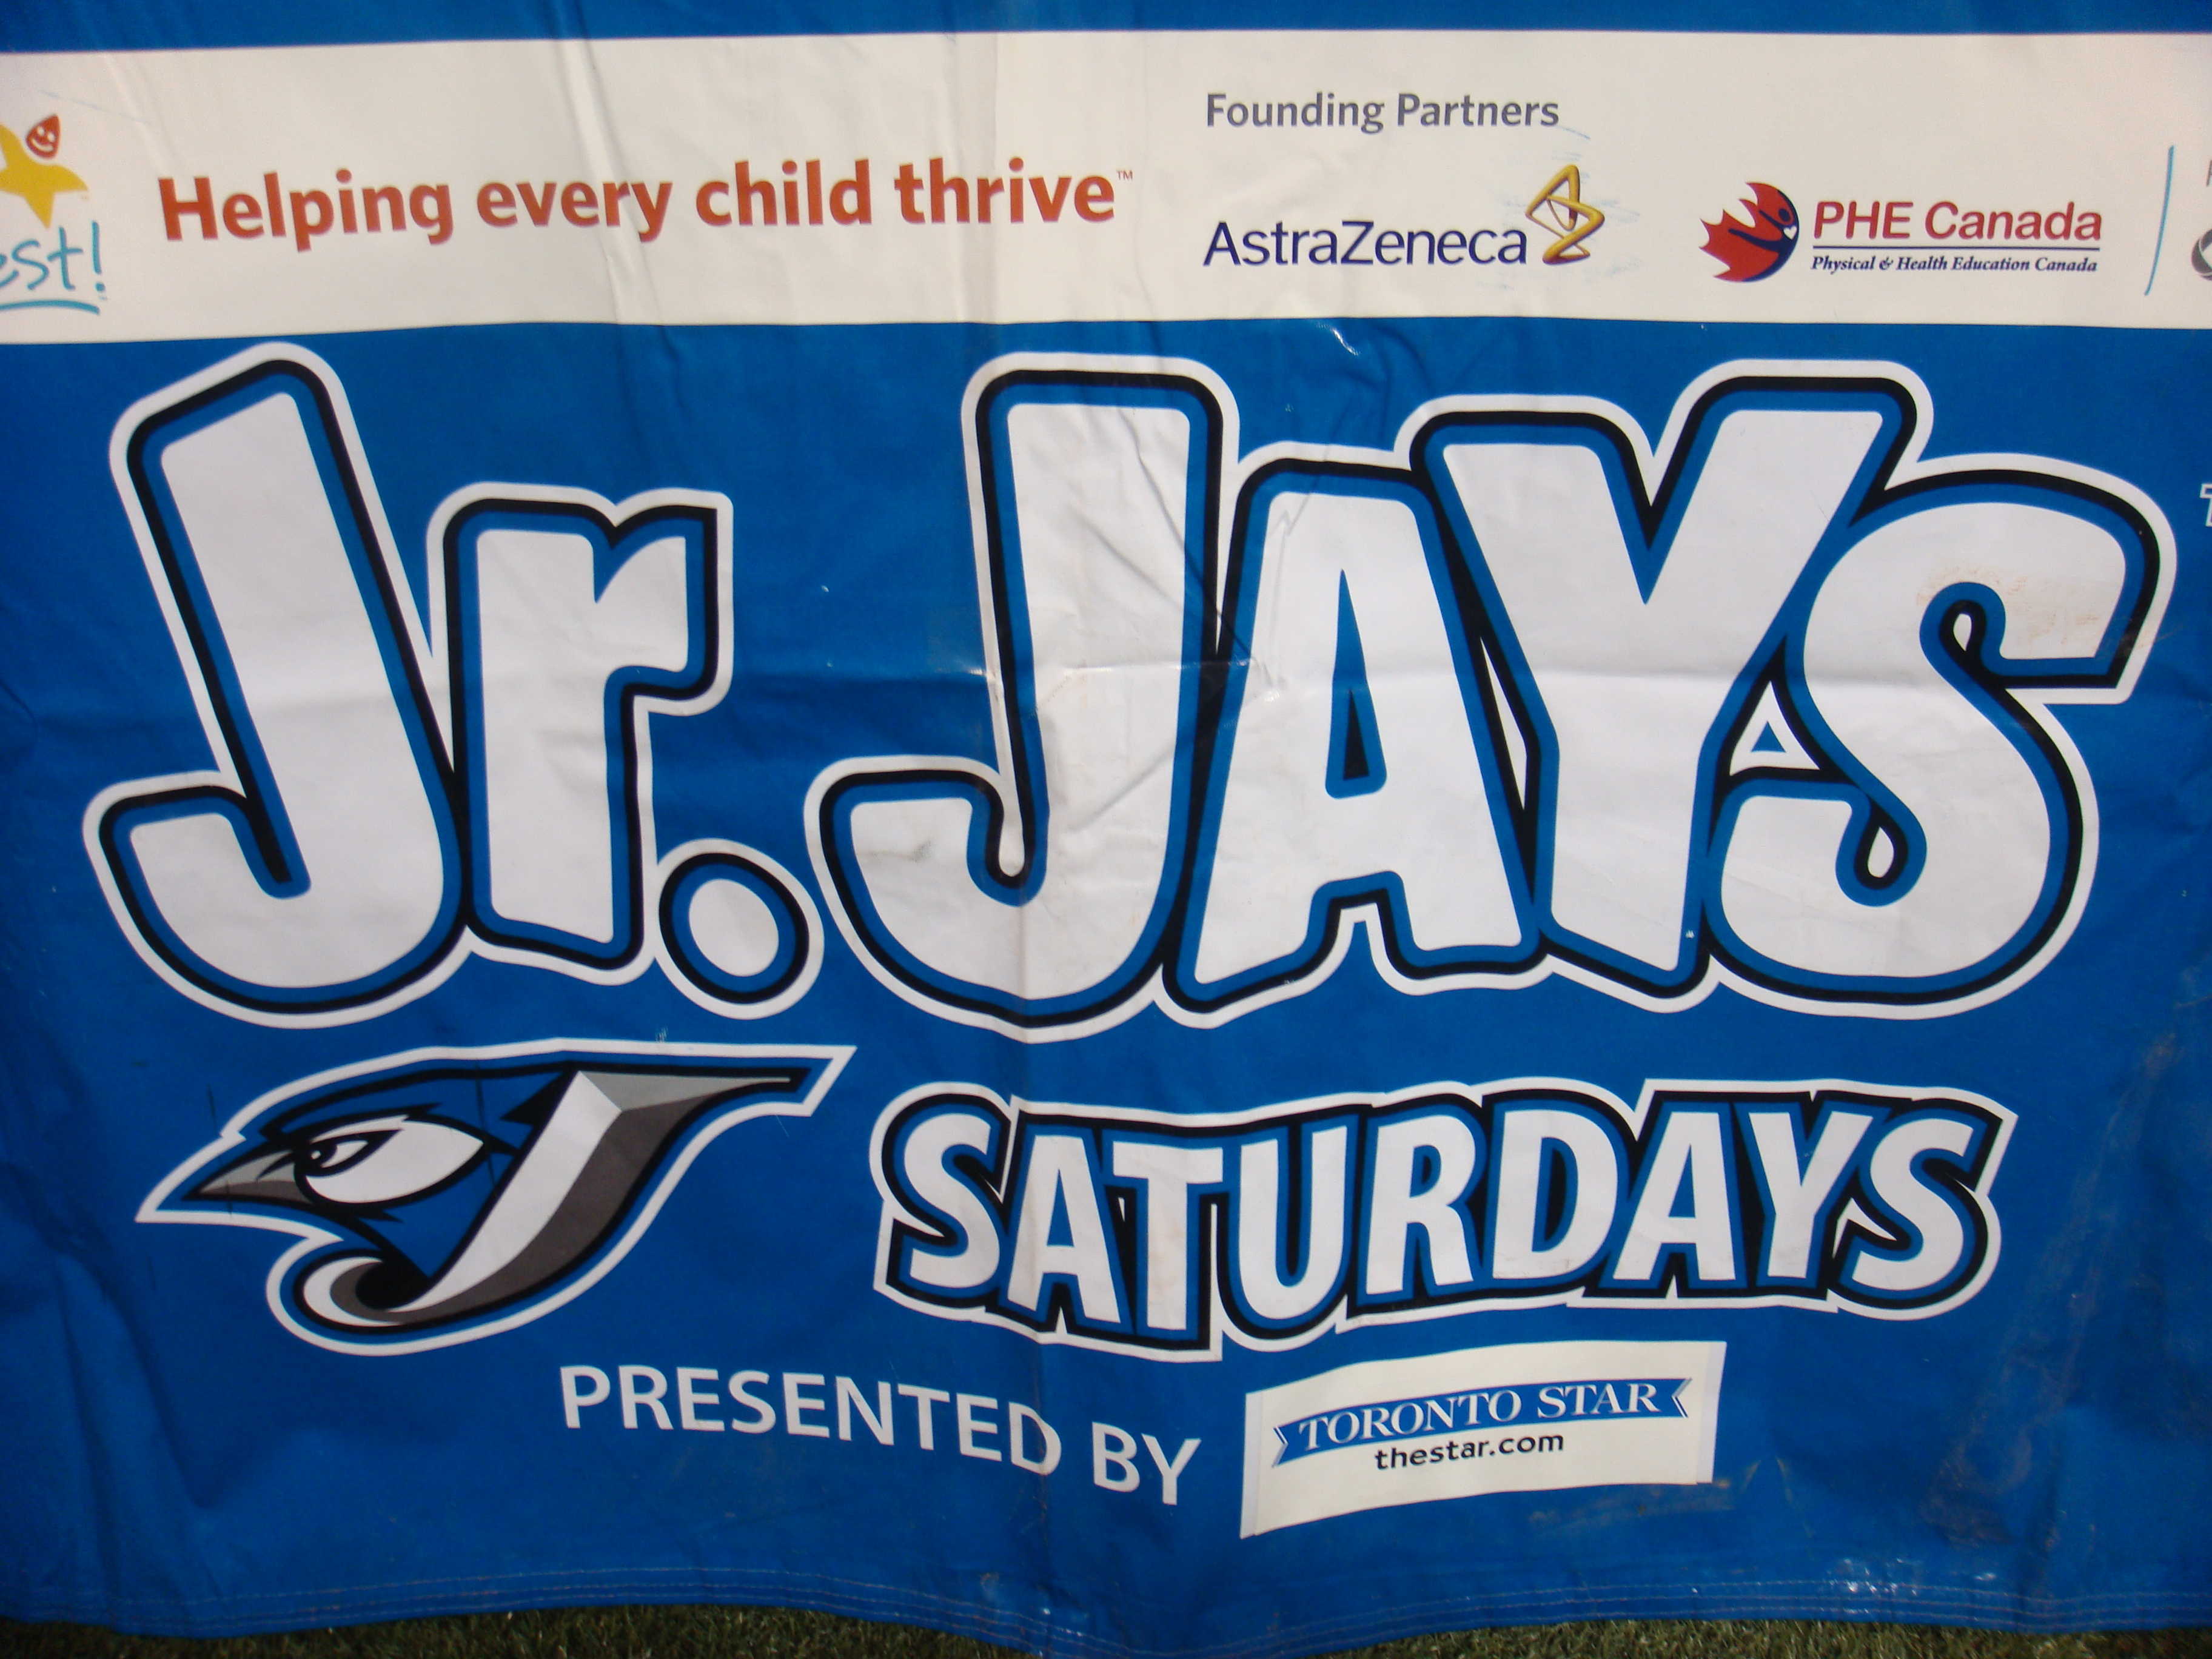 Founding Partners
est!
Helping every child thrive™
AstraZeneca
PHE Canada
Physical & Health Education Canada
Jr. JAYS
SATURDAYS
PRESENTED BY
TORONTO STAR
thestar.com